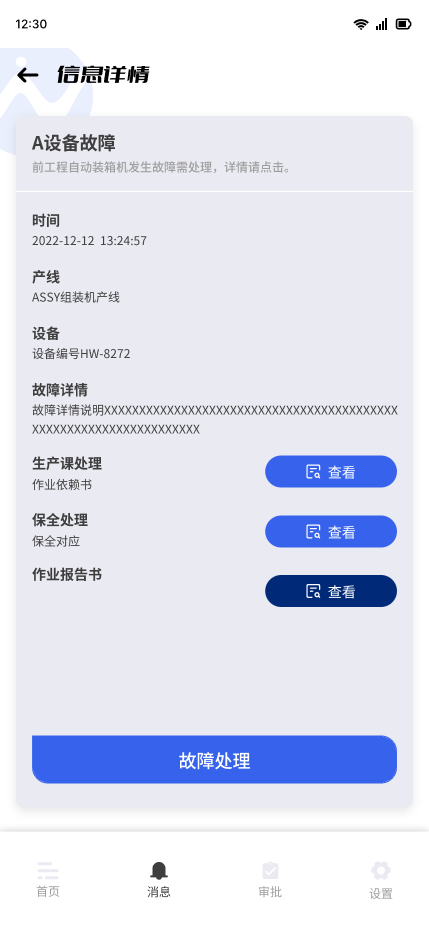 12:30
信息详情
A设备故障
前工程自动装箱机发生故障需处理，详情请点击。
时间
2022-12-12 13:24:57
产线
ASSY组装机产线
设备
设备编号HW-8272
故障详情
故障详情说明XXXXXXXXXXXXXXXXXXXXXXXXXXXXXXXXXXXXXXXXXX
XXXXXXXXXXXXXXXXXXXXXXXX
生产课处理
作业依赖书
查看
保全处理
保全对应
查看
作业报告书
查看
故障处理
首页
消息
审批
设置